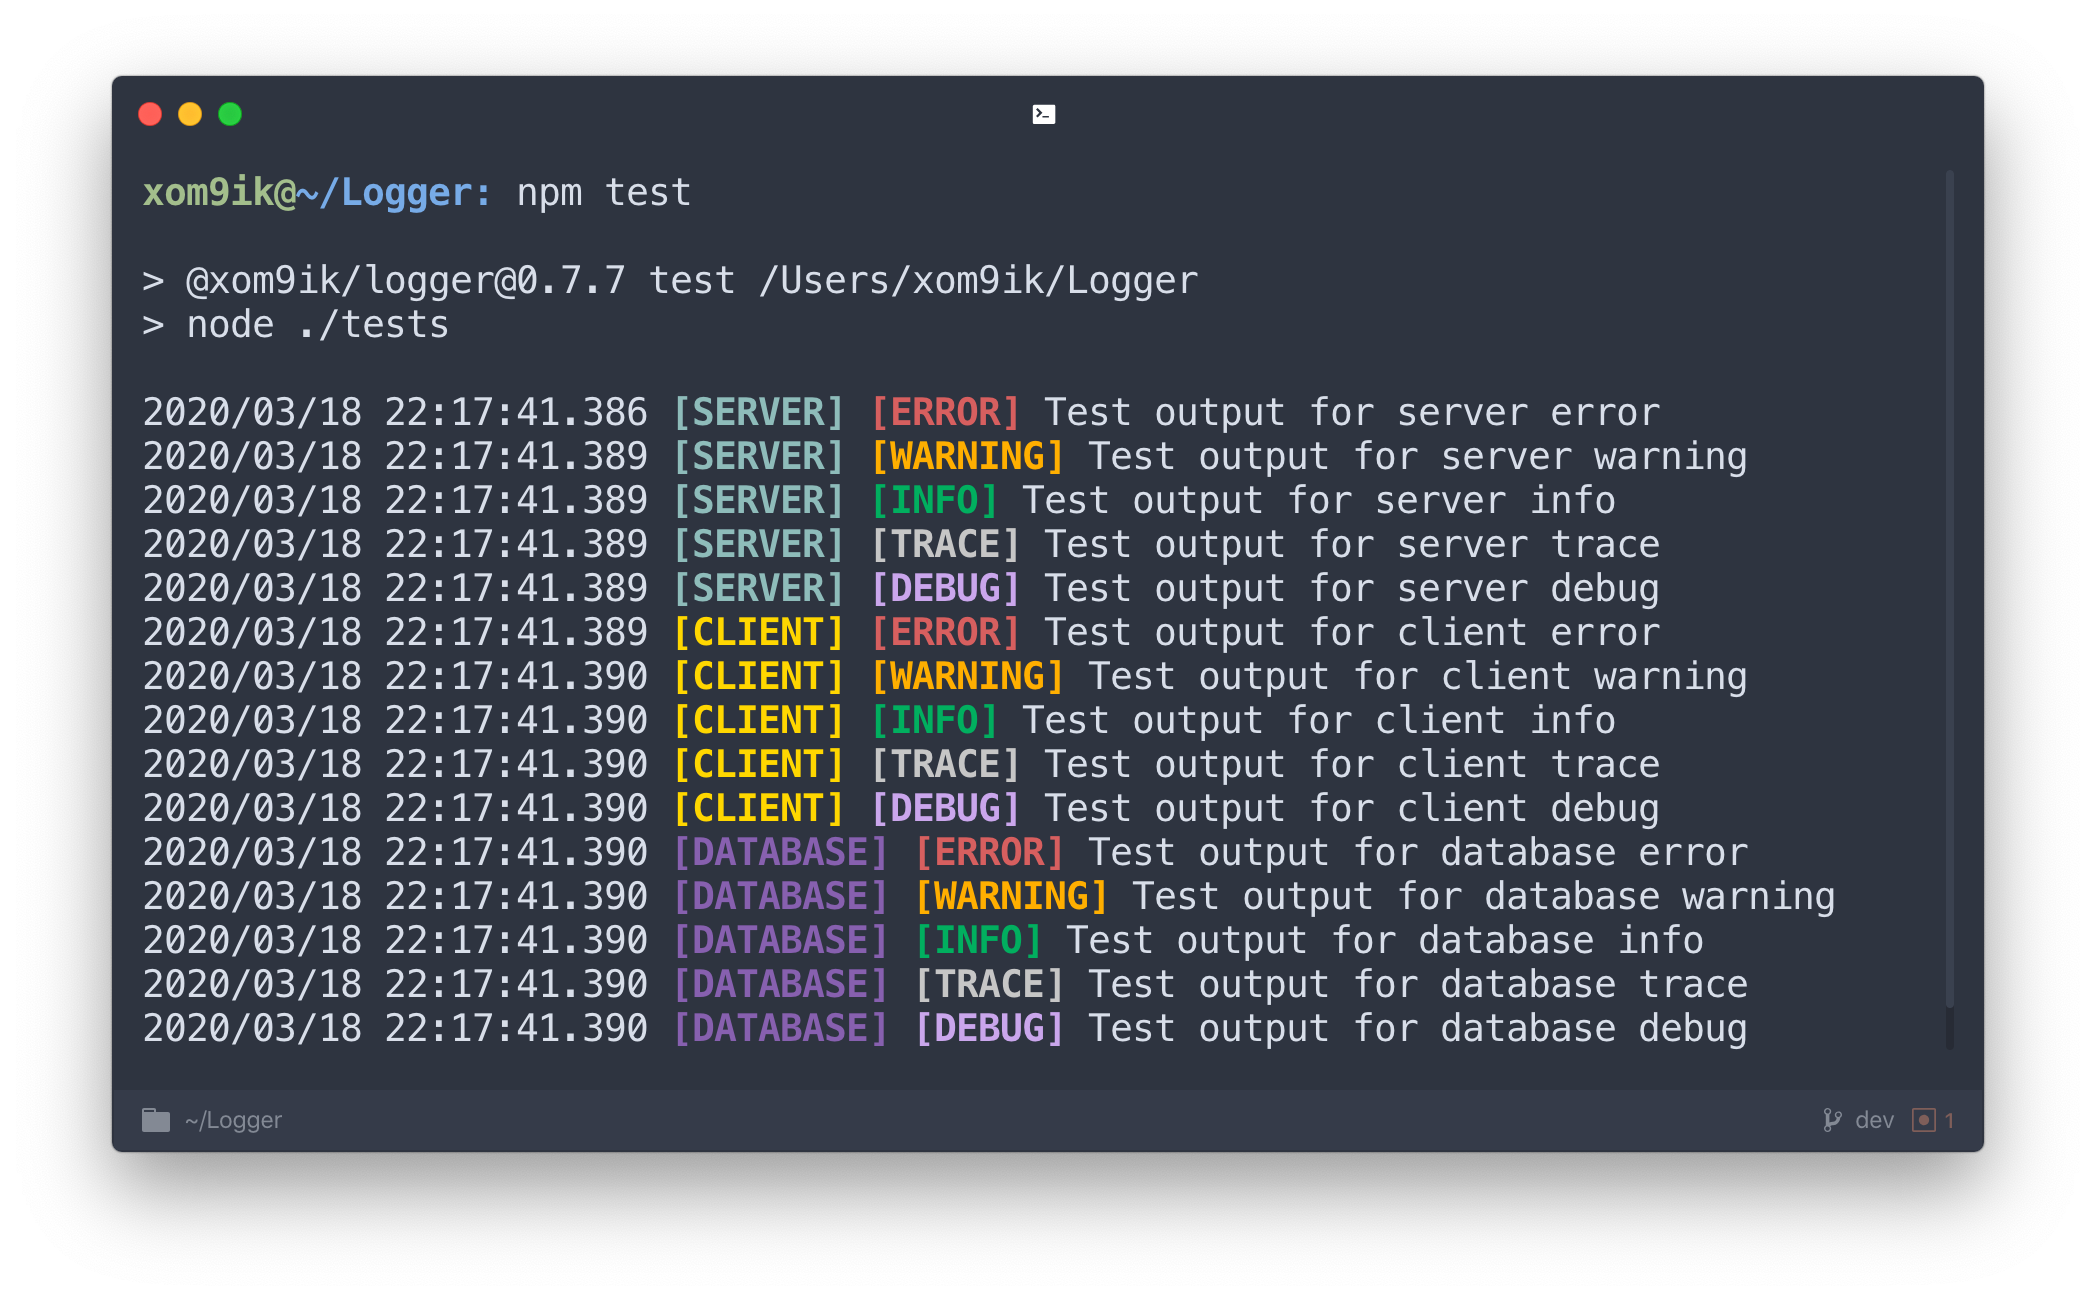 xom9ik@~/Logger: npm test
> @xom9ik/logger@0.7.7 test /Users/xom9ik/Logger
> node ./tests
2020/03/18 22:17:41.386 [SERVER] [ERROR] Test output for server error
2020/03/18 22:17:41.389 [SERVER] [WARNING] Test output for server warning
2020/03/18 22:17:41.389 [SERVER] [INFO] Test output for server info
2020/03/18 22:17:41.389 [SERVER] [TRACE] Test output for server trace
2020/03/18 22:17:41.389 [SERVER] [DEBUG] Test output for server debug
2020/03/18 22:17:41.389 [CLIENT] [ERROR] Test output for client error
2020/03/18 22:17:41.390 [CLIENT] [WARNING] Test output for client warning
2020/03/18 22:17:41.390 [CLIENT] [INFO] Test output for client info
2020/03/18 22:17:41.390 [CLIENT] [TRACE] Test output for client trace
2020/03/18 22:17:41.390 [CLIENT] [DEBUG] Test output for client debug
2020/03/18 22:17:41.390 [DATABASE] [ERROR] Test output for database error
2020/03/18 22:17:41.390 [DATABASE] [WARNING] Test output for database warning
2020/03/18 22:17:41.390 [DATABASE] [INFO] Test output for database info
2020/03/18 22:17:41.390 [DATABASE] [TRACE] Test output for database trace
2020/03/18 22:17:41.390 [DATABASE] [DEBUG] Test output for database debug
~/Logger dev 1